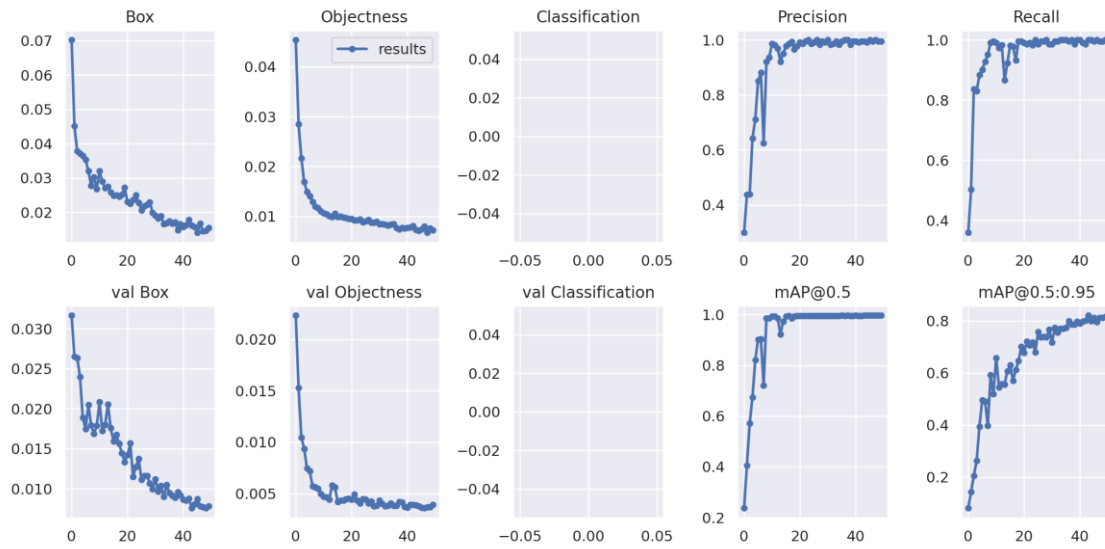 Box
Objectness
Classification
Precision
Recall
results
0.07
0.06
0.05
0.04
0.03
0.02
0 20 40
0.04
0.03
0.02
0.01
0 20 40
0.04
0.02
0.00
−0.02
−0.04
−0.05 0.00 0.05
1.0
0.8
0.6
0.4
0 20 40
1.0
0.8
0.6
0.4
0 20 40
val Box
val Objectness
val Classification
mAP@0.5
mAP@0.5:0.95
0.030
0.025
0.020
0.015
0.010
0 20 40
0.020
0.015
0.010
0.005
0 20 40
0.04
0.02
0.00
−0.02
−0.04
−0.05 0.00 0.05
1.0
0.8
0.6
0.4
0.2
0 20 40
0.8
0.6
0.4
0.2
0 20 40